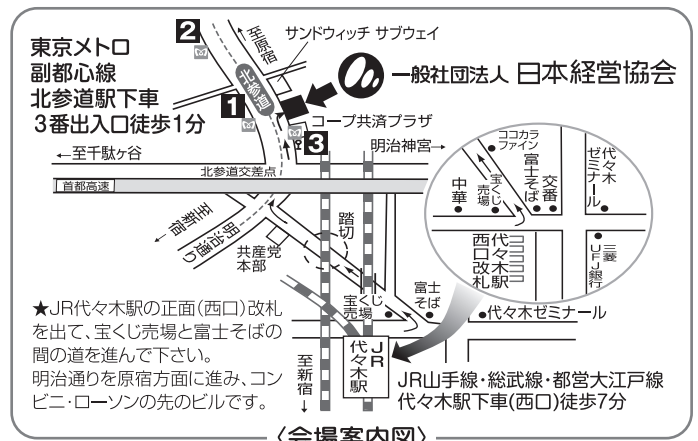 東京メトロ
副都心線
北参道駅下車
3番出入口徒歩1分
2
至原宿
サンドウィッチ サブウェイ
北参道
1
一般社団法人 日本経営協会
コープ共済プラザ
3
明治神宮→
←至千駄ヶ谷
北参道交差点
首都高速
至新宿
明治通り
共産党
本部
踏切
宝くじ
売場
富士
そば
代々木ゼミナール
JR
代々木駅
至新宿
ココカラ
ファイン
中華
宝くじ
売場
富士そば
交番
代々木
ゼミナール
代々木駅
西口改札
三菱
UFJ銀行
★JR代々木駅の正面(西口)改札
を出て、宝くじ売場と富士そばの
間の道を進んで下さい。
明治通りを原宿方面に進み、コン
ビニ・ローソンの先のビルです。
JR山手線・総武線・都営大江戸線
代々木駅下車(西口)徒歩7分
〈会場案内図〉